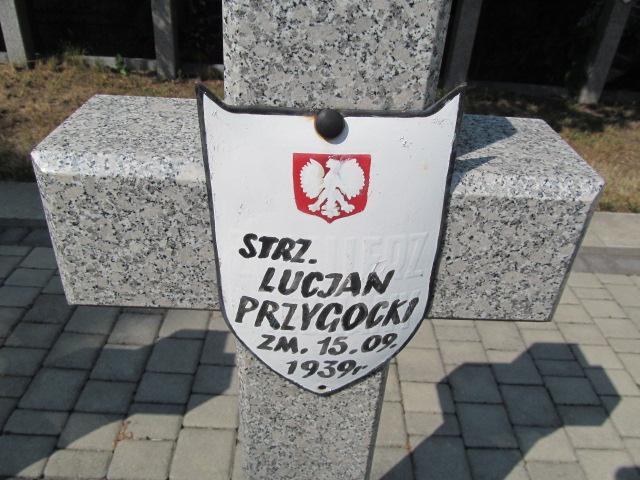 STRZ.
LUCJAN
PRZYGOCKI
ZM. 15.09.
1939r